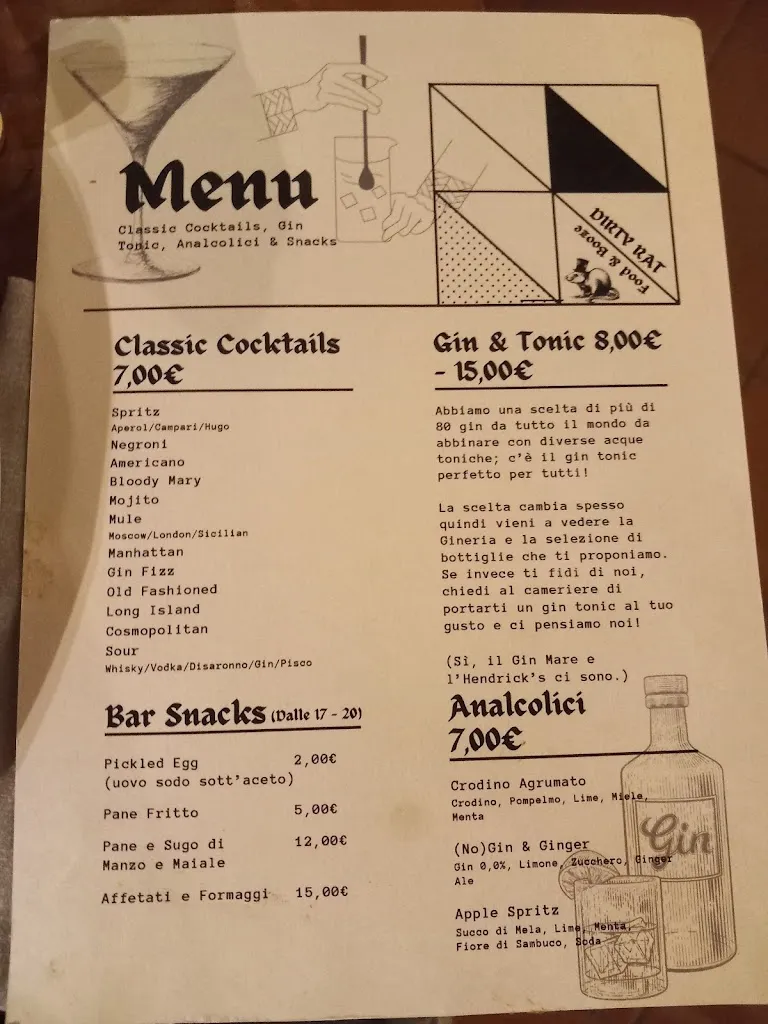 Menu
Classic Cocktails, Gin
Tonic, Analcolici & Snacks
DIRTY RAT
Food & Booze
Classic Cocktails
7,00€
Spritz
Aperol/Campari/Hugo
Negroni
Americano
Bloody Mary
Mojito
Mule
Moscow/London/Sicilian
Manhattan
Gin Fizz
Old Fashioned
Long Island
Cosmopolitan
Sour
Whisky/Vodka/Disaronno/Gin/Pisco
Bar Snacks (Dalle 17 - 20)
Pickled Egg 2,00€
(uovo sodo sott'aceto)
Pane Fritto 5,00€
Pane e Sugo di 12,00€
Manzo e Maiale
Affetati e Formaggi 15,00€
Gin & Tonic 8,00€
- 15,00€
Abbiamo una scelta di più di
80 gin da tutto il mondo da
abbinare con diverse acque
toniche; c'è il gin tonic
perfetto per tutti!
La scelta cambia spesso
quindi vieni a vedere la
Gineria e la selezione di
bottiglie che ti proponiamo.
Se invece ti fidi di noi,
chiedi al cameriere di
portarti un gin tonic al tuo
gusto e ci pensiamo noi!
(Sì, il Gin Mare e
l'Hendrick's ci sono.)
Analcolici
7,00€
Crodino Agrumato
Crodino, Pompelmo, Lime, Miele,
Menta
(No)Gin & Ginger
Gin 0,0%, Limone, Zucchero, Ginger
Ale
Apple Spritz
Succo di Mela, Lime, Menta,
Fiore di Sambuco, Soda
Gin